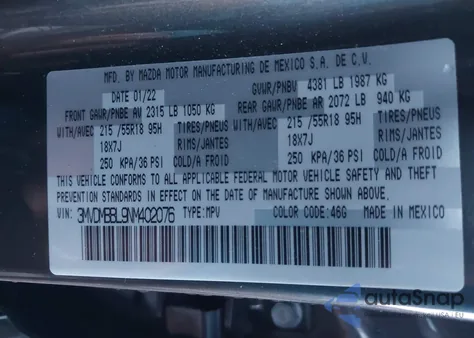 MFD. BY MAZDA MOTOR MANUFACTURING DE MEXICO S.A. DE C.V.
DATE 01/22 GVWR/PNBV 4381 LB 1987 KG
FRONT GAWR/PNBE AV 2315 LB 1050 KG REAR GAWR/PNBE AR 2072 LB 940 KG
WITH/AVEC 215 /55R18 95H TIRES/PNEUS WITH/AVEC 215 /55R18 95H TIRES/PNEUS
18X7J RIMS/JANTES 18X7J RIMS/JANTES
250 KPA/36 PSI COLD/A FROID 250 KPA/36 PSI COLD/A FROID
THIS VEHICLE CONFORMS TO ALL APPLICABLE FEDERAL MOTOR VEHICLE SAFETY AND THEFT
PREVENTION STANDARDS IN EFFECT ON THE DATE OF MANUFACTURE SHOWN ABOVE.
VIN: 3MVDMBBL9NM402076 TYPE: MPV COLOR CODE: 46G MADE IN MEXICO
autoSnap